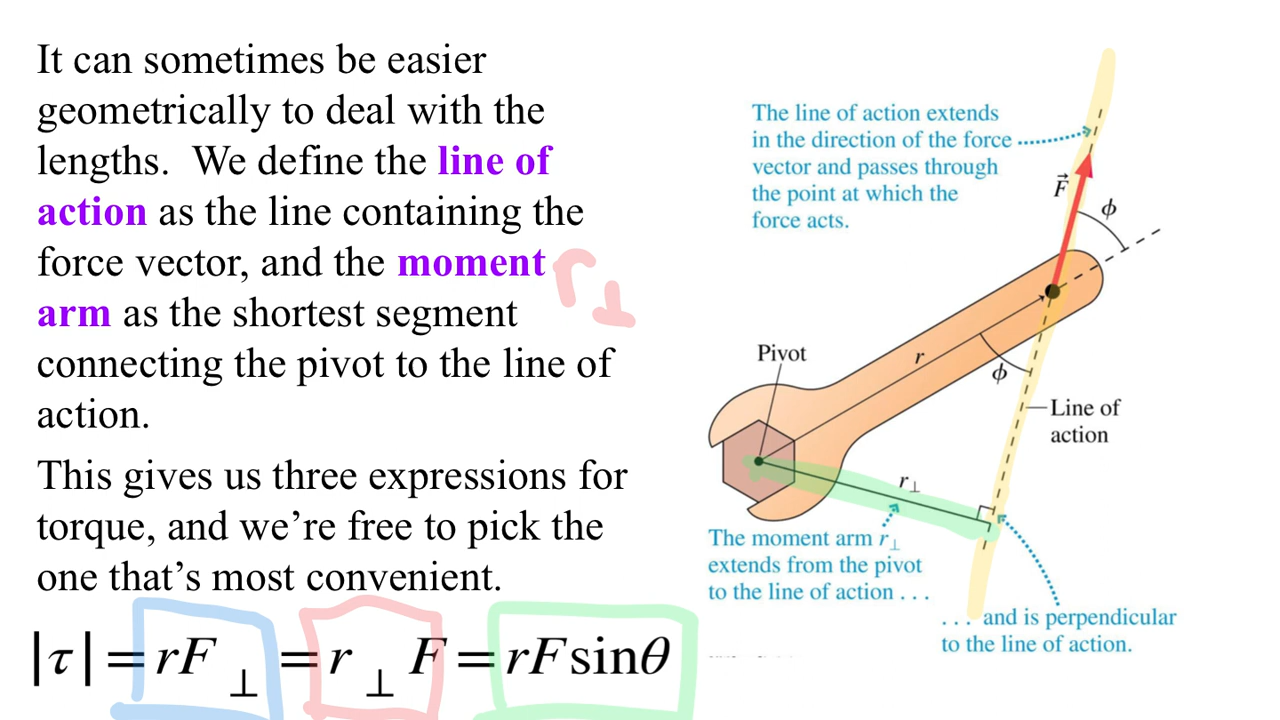 It can sometimes be easier
geometrically to deal with the
lengths. We define the line of
action as the line containing the
force vector, and the moment
arm as the shortest segment
connecting the pivot to the line of
action.
r⊥
This gives us three expressions for
torque, and we're free to pick the
one that's most convenient.
|τ| = rF⊥ = r⊥F = rF sinθ
The line of action extends
in the direction of the force
vector and passes through
the point at which the
force acts.
F⃗
ϕ
Pivot
r
ϕ
Line of
action
r⊥
The moment arm r⊥
extends from the pivot
to the line of action . . .
. . . and is perpendicular
to the line of action.